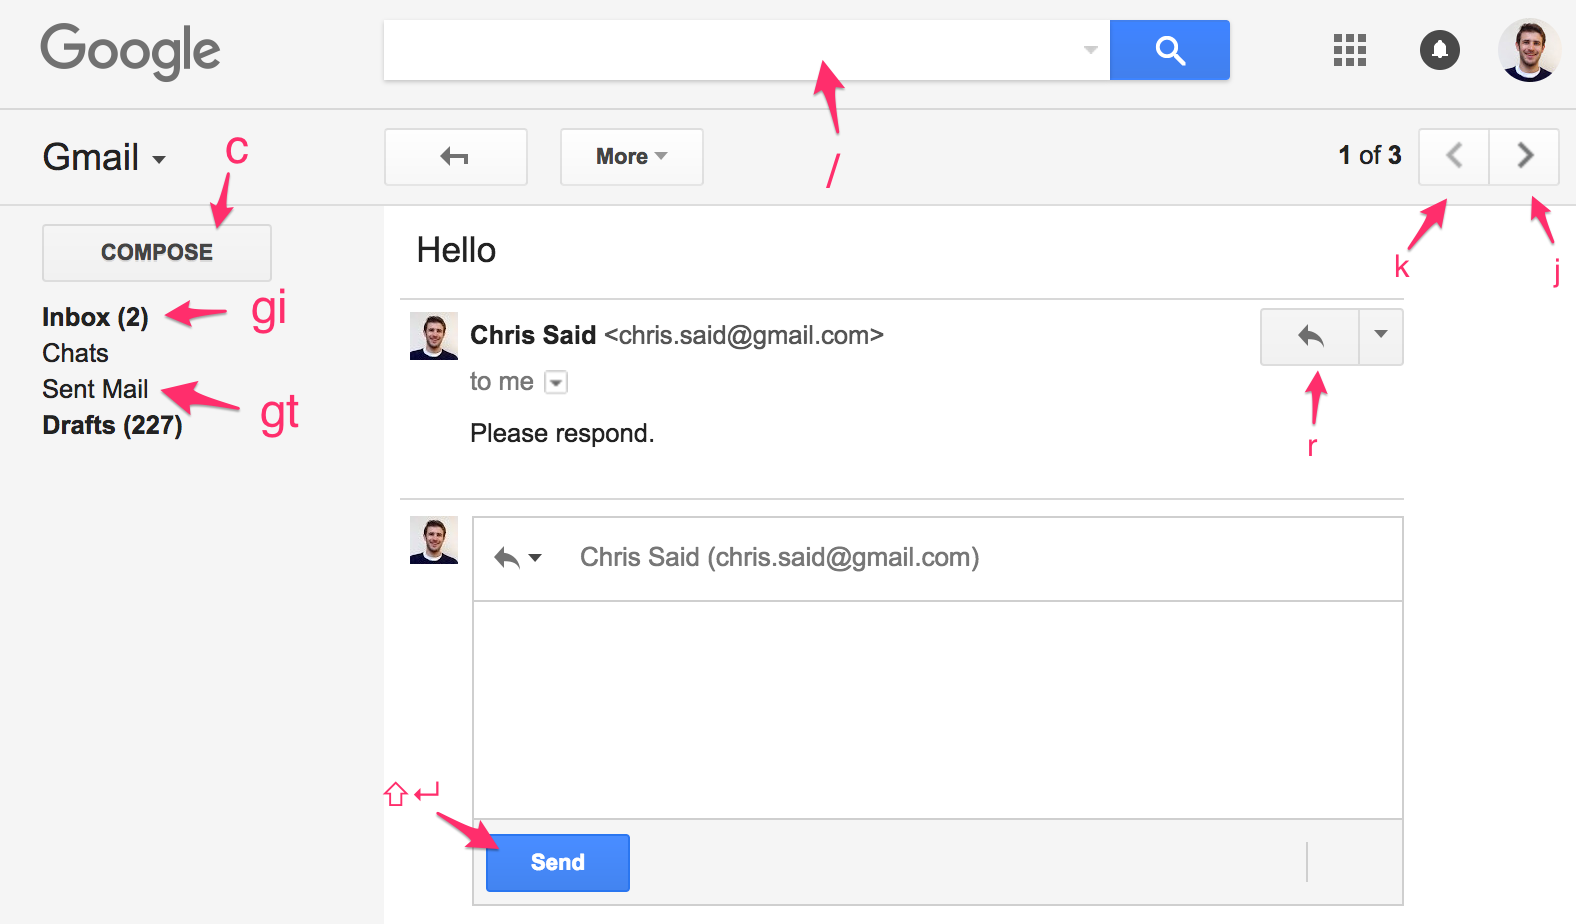 Google
/
Gmail
c
More
1 of 3
COMPOSE
k
j
Hello
Inbox (2)
gi
Chats
Sent Mail
gt
Drafts (227)
Chris Said <chris.said@gmail.com>
to me
r
Please respond.
Chris Said (chris.said@gmail.com)
⇧↵
Send